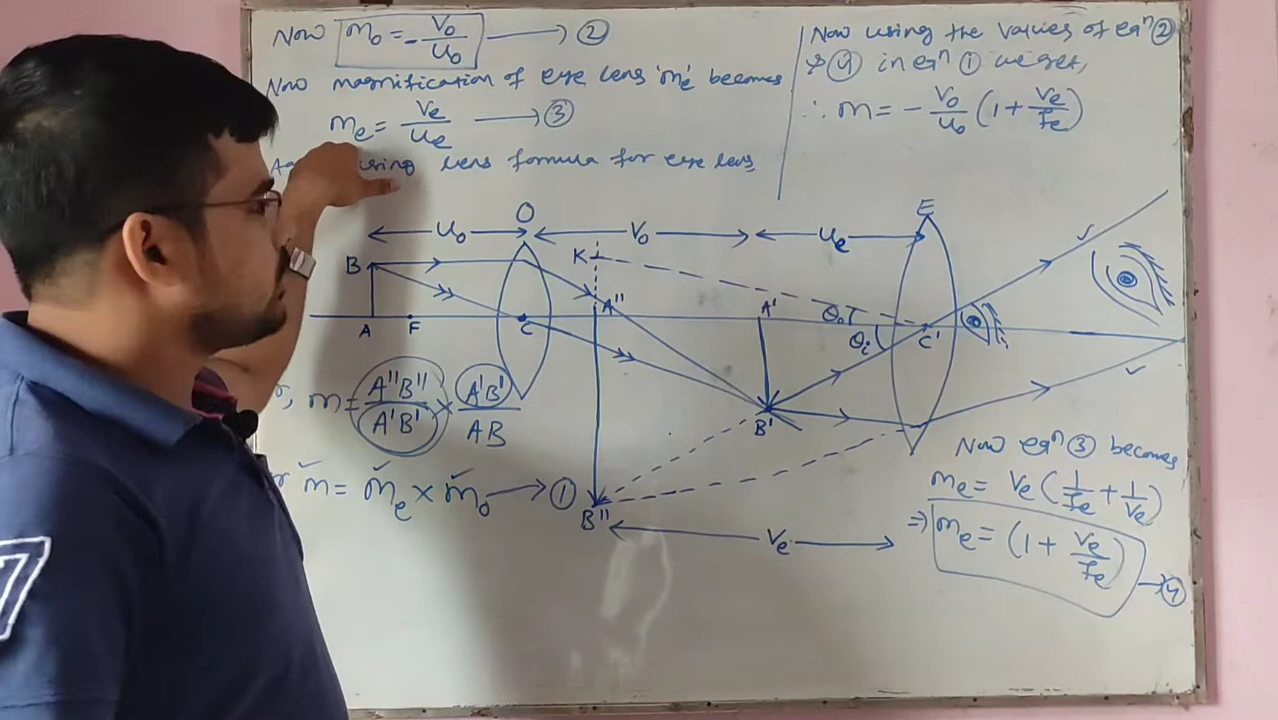 Now m₀ = -V₀/u₀ → ②
Now magnification of eye lens 'mₑ' becomes
mₑ = Vₑ/uₑ → ③
using lens formula for eye lens,
Now using the values of eqⁿ ②
& ④ in eqⁿ ① we get,
∴ m = - V₀/u₀ (1 + Vₑ/fₑ)
O
E
u₀
V₀
uₑ
K
B
A''
A'
θ₀
θᵢ
A
F
C
C'
B'
m = A''B''/A'B' × A'B'/AB
m = mₑ × m₀ → ①
B''
Vₑ
Now eqⁿ ③ becomes
mₑ = Vₑ (1/fₑ + 1/Vₑ)
⇒ mₑ = (1 + Vₑ/fₑ) → ④
7